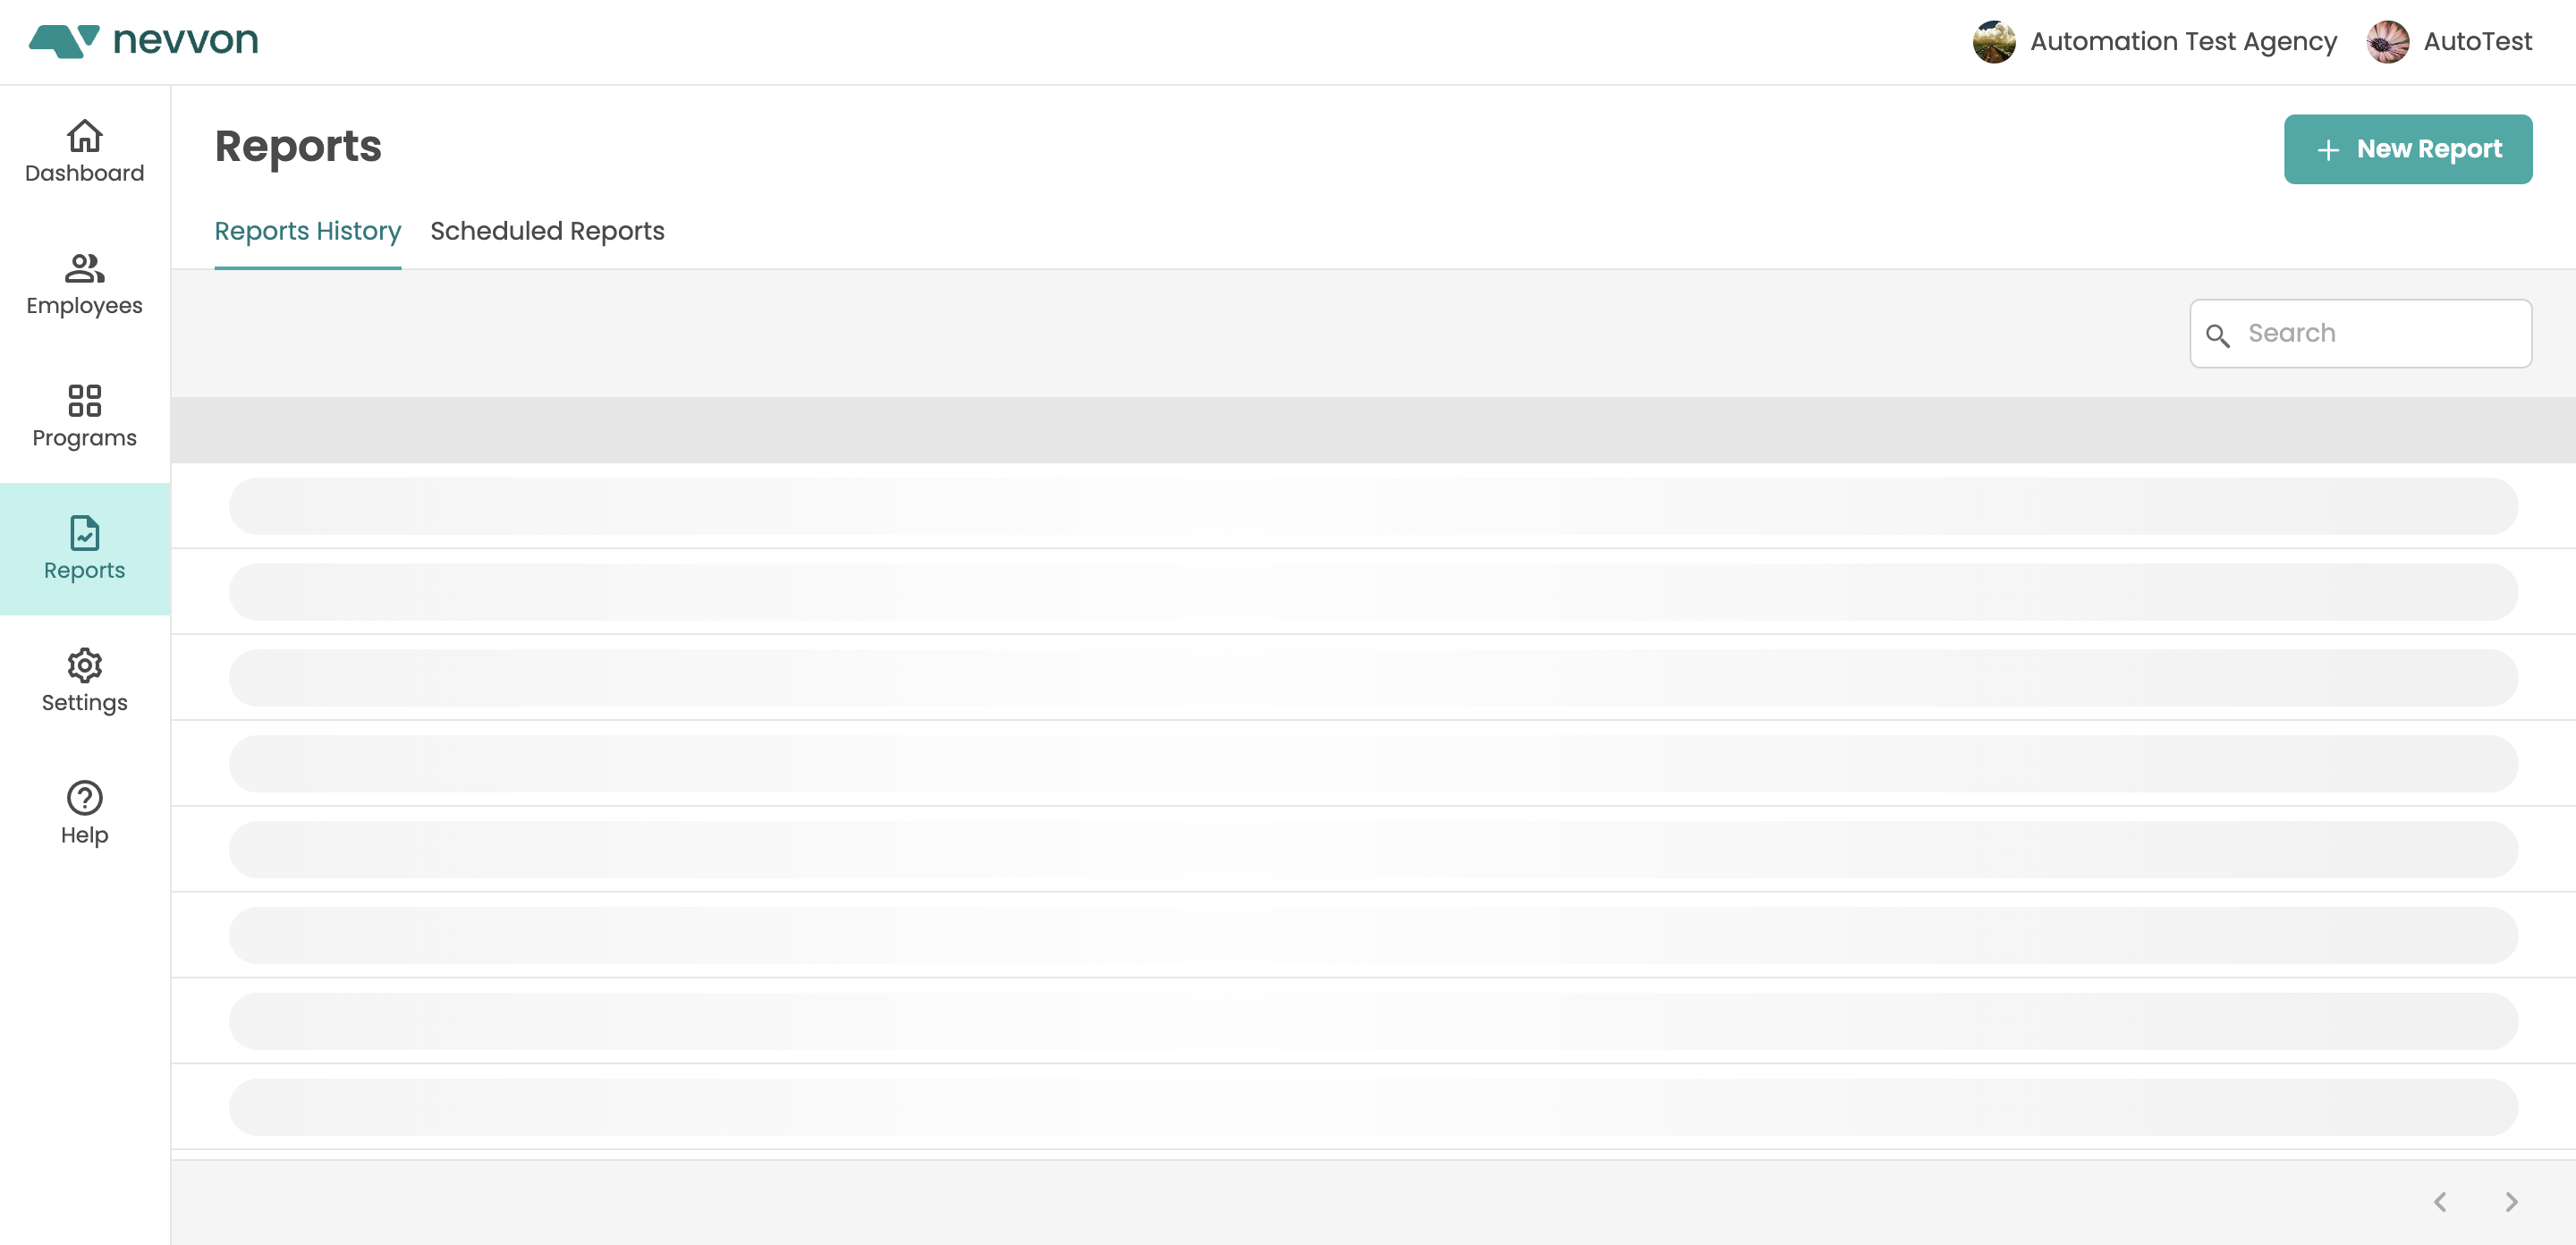 nevvon
Automation Test Agency
AutoTest
Dashboard
Employees
Programs
Reports
Settings
Help
Reports
+ New Report
Reports History
Scheduled Reports
Search